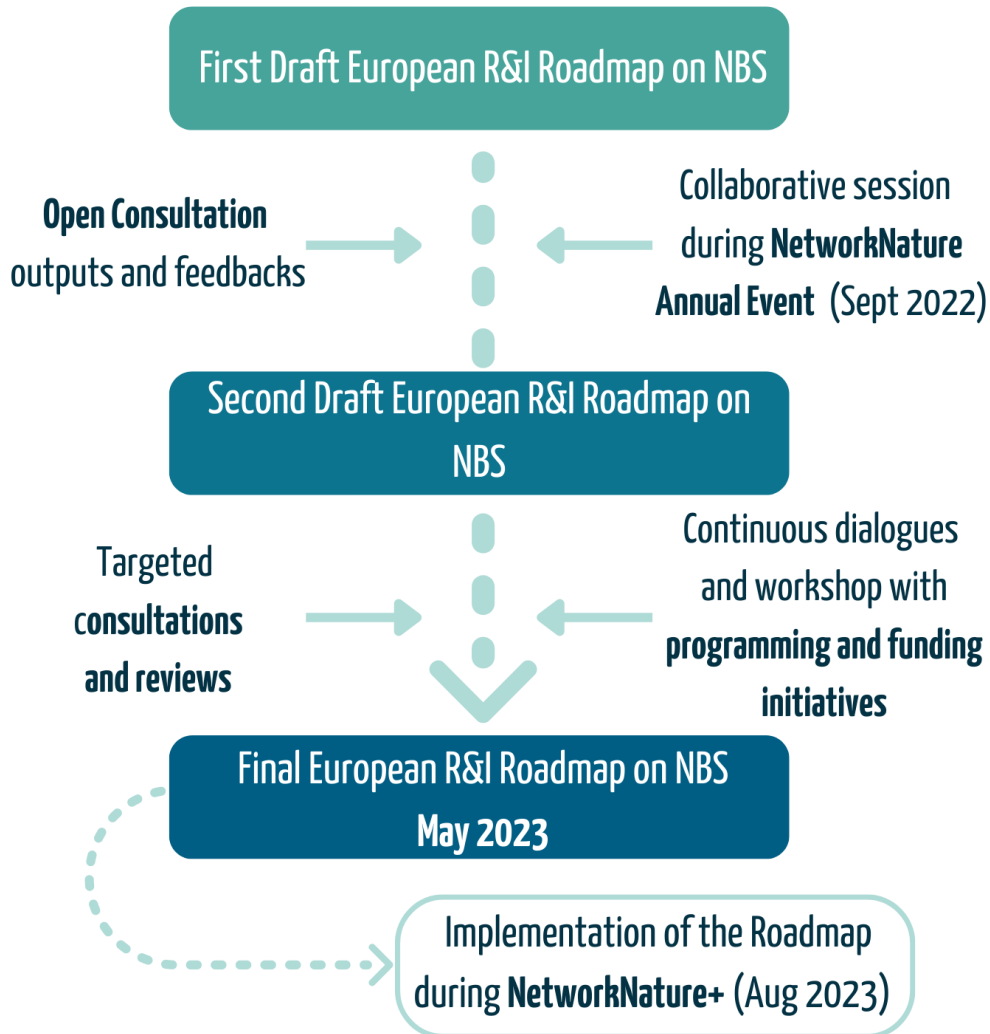 First Draft European R&I Roadmap on NBS
Open Consultation
outputs and feedbacks
Collaborative session
during NetworkNature
Annual Event (Sept 2022)
Second Draft European R&I Roadmap on
NBS
Targeted
consultations
and reviews
Continuous dialogues
and workshop with
programming and funding
initiatives
Final European R&I Roadmap on NBS
May 2023
Implementation of the Roadmap
during NetworkNature+ (Aug 2023)